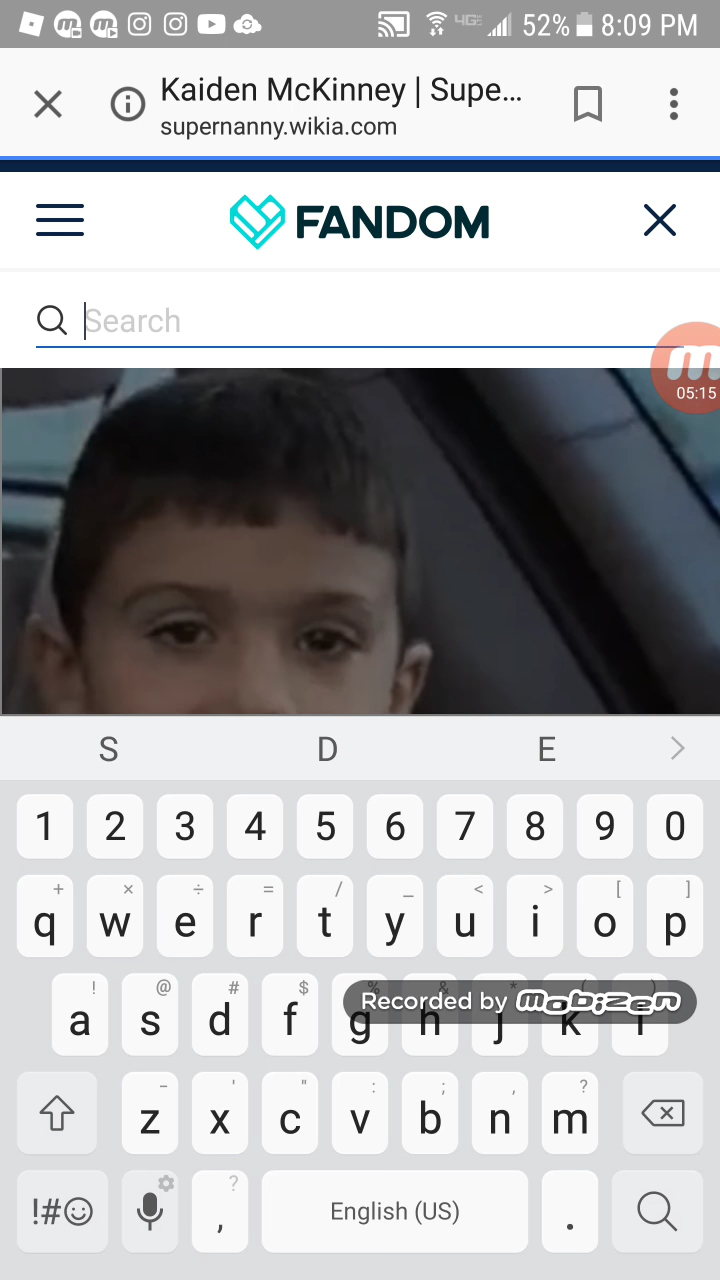 4GE 52% 8:09 PM
Kaiden McKinney | Supe...
supernanny.wikia.com
FANDOM
Search
m
05:15
S D E
1 2 3 4 5 6 7 8 9 0
+ × ÷ = / _ < > [ ]
q w e r t y u i o p
! @ # $ % & * ( )
a s d f g h j k l
Recorded by mobizen
- ' " : ; , ?
z x c v b n m
!#☺ , ? English (US) .